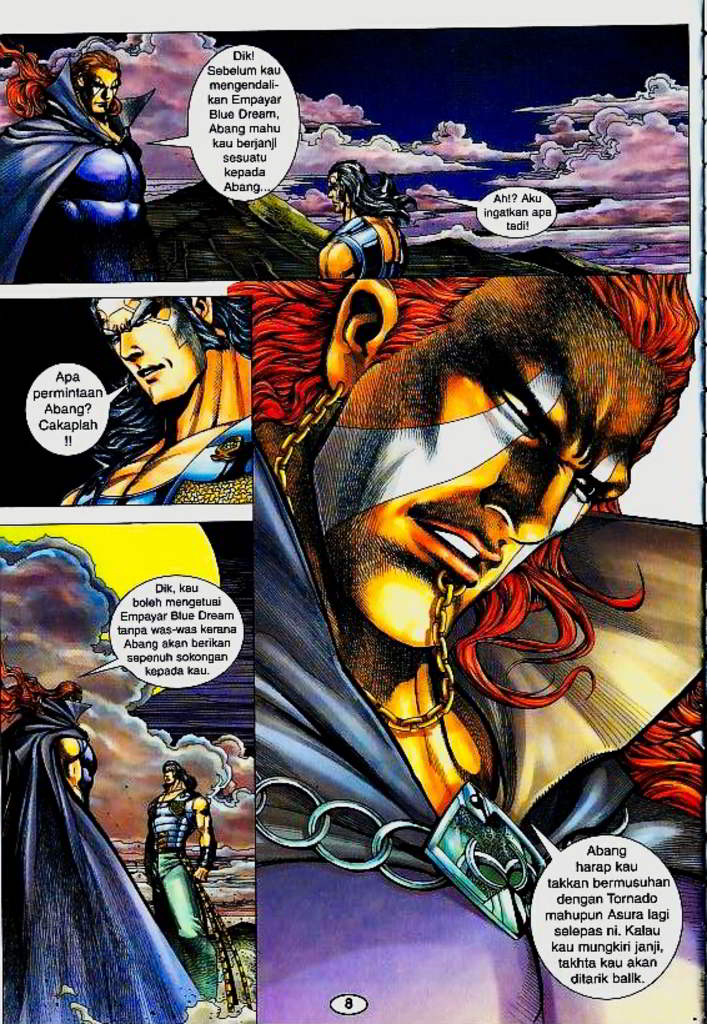 Dik!
Sebelum kau
mengendali-
kan Empayar
Blue Dream,
Abang mahu
kau berjanji
sesuatu
kepada
Abang...
Ah!? Aku
ingatkan apa
tadi!
Apa
permintaan
Abang?
Cakaplah
!!
Dik, kau
boleh mengetuai
Empayar Blue Dream
tanpa was-was kerana
Abang akan berikan
sepenuh sokongan
kepada kau.
Abang
harap kau
takkan bermusuhan
dengan Tornado
mahupun Asura lagi
selepas ni. Kalau
kau mungkiri janji,
takhta kau akan
ditarik balik.
8